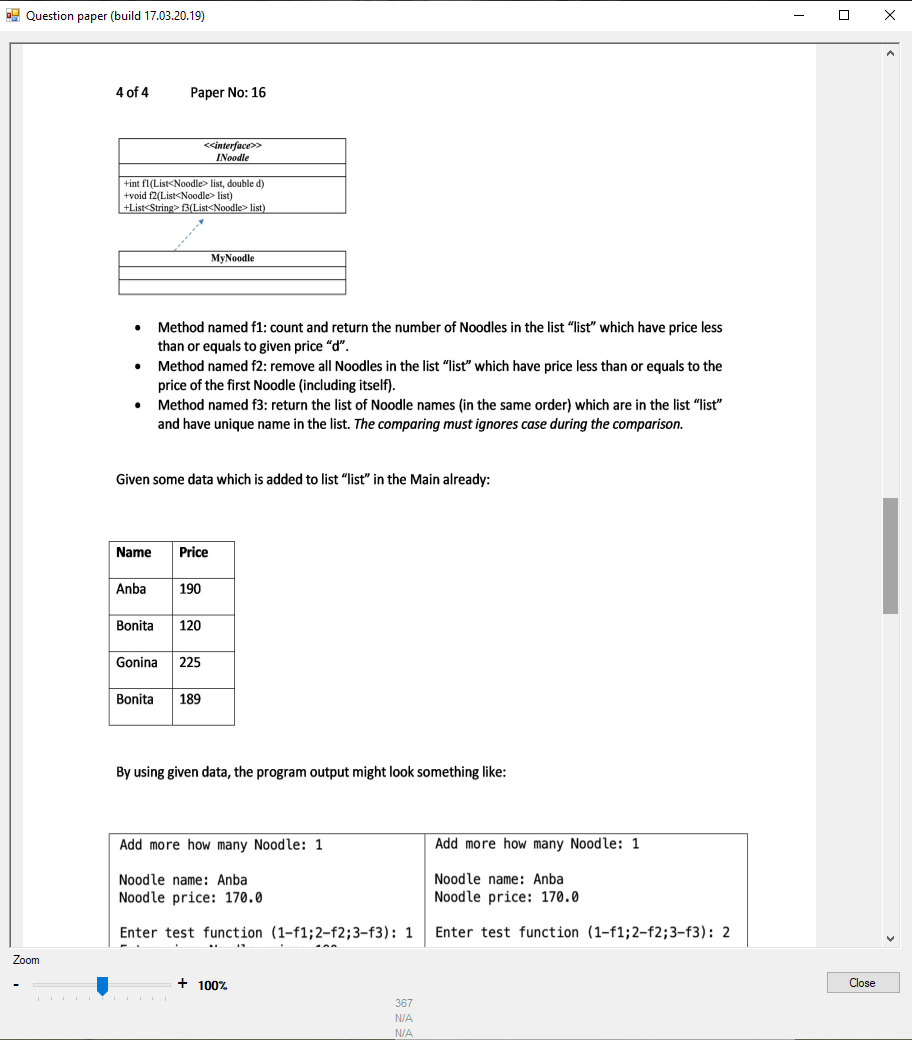 Question paper (build 17.03.20.19)
4 of 4 Paper No: 16
<<interface>>
INoodle
+int f1(List<Noodle> list, double d)
+void f2(List<Noodle> list)
+List<String> f3(List<Noodle> list)
MyNoodle
• Method named f1: count and return the number of Noodles in the list “list” which have price less
than or equals to given price “d”.
• Method named f2: remove all Noodles in the list “list” which have price less than or equals to the
price of the first Noodle (including itself).
• Method named f3: return the list of Noodle names (in the same order) which are in the list “list”
and have unique name in the list. The comparing must ignores case during the comparison.
Given some data which is added to list “list” in the Main already:
Name Price
Anba 190
Bonita 120
Gonina 225
Bonita 189
By using given data, the program output might look something like:
Add more how many Noodle: 1
Noodle name: Anba
Noodle price: 170.0
Enter test function (1-f1;2-f2;3-f3): 1
Add more how many Noodle: 1
Noodle name: Anba
Noodle price: 170.0
Enter test function (1-f1;2-f2;3-f3): 2
Zoom
- + 100%
Close
367
N/A
N/A